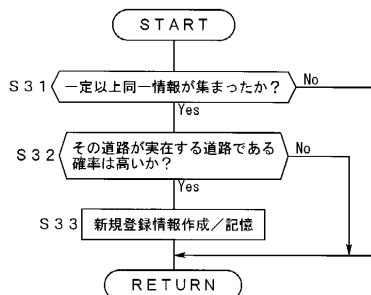 START
S31
一定以上同一情報が集まったか?
No
Yes
S32
その道路が実在する道路である
確率は高いか?
No
Yes
S33
新規登録情報作成/記憶
RETURN